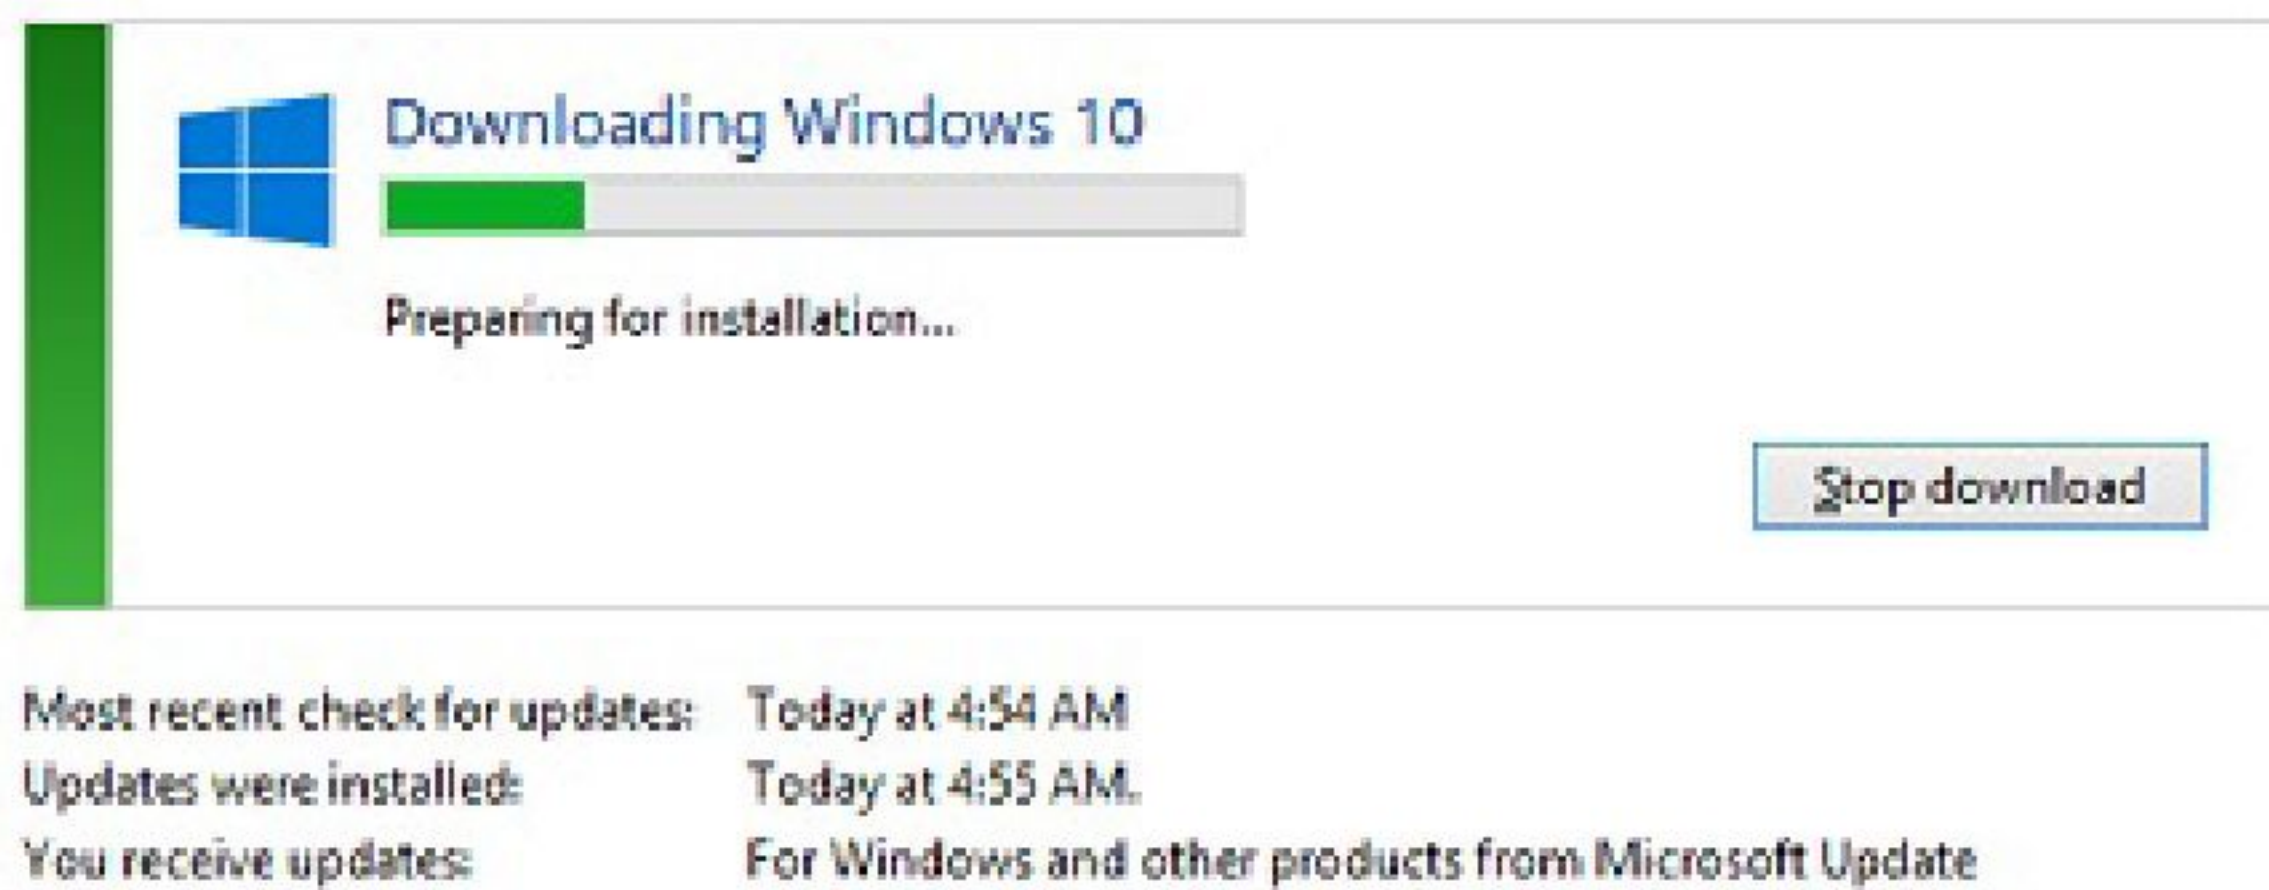 Downloading Windows 10
Preparing for installation...
Stop download
Most recent check for updates: Today at 4:54 AM
Updates were installed: Today at 4:55 AM.
You receive updates: For Windows and other products from Microsoft Update